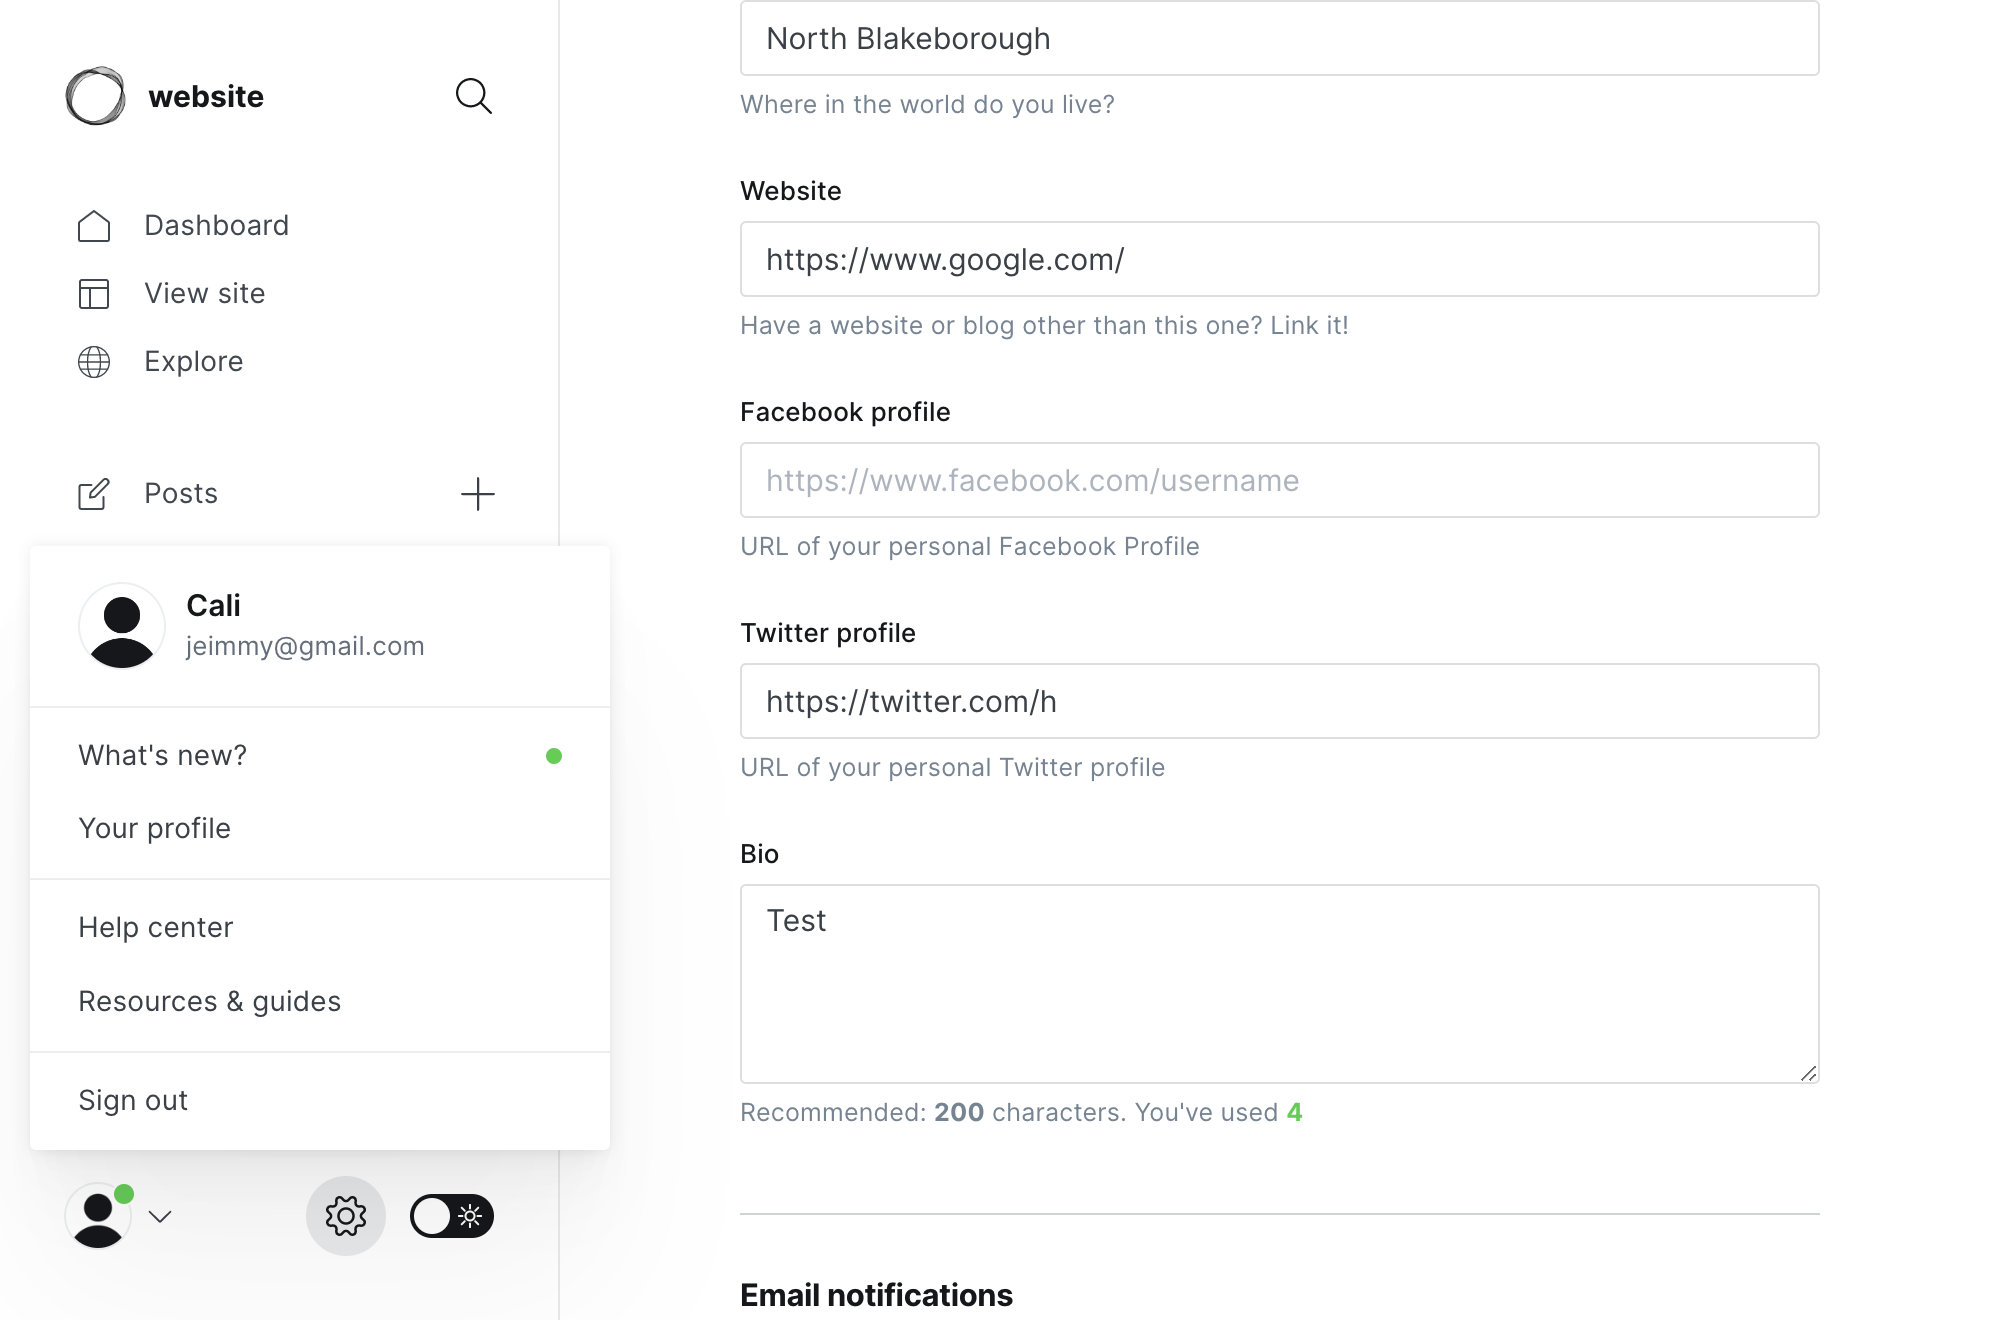 website
Dashboard
View site
Explore
Posts
Cali
jeimmy@gmail.com
What's new?
Your profile
Help center
Resources & guides
Sign out
North Blakeborough
Where in the world do you live?
Website
https://www.google.com/
Have a website or blog other than this one? Link it!
Facebook profile
https://www.facebook.com/username
URL of your personal Facebook Profile
Twitter profile
https://twitter.com/h
URL of your personal Twitter profile
Bio
Test
Recommended: 200 characters. You've used 4
Email notifications